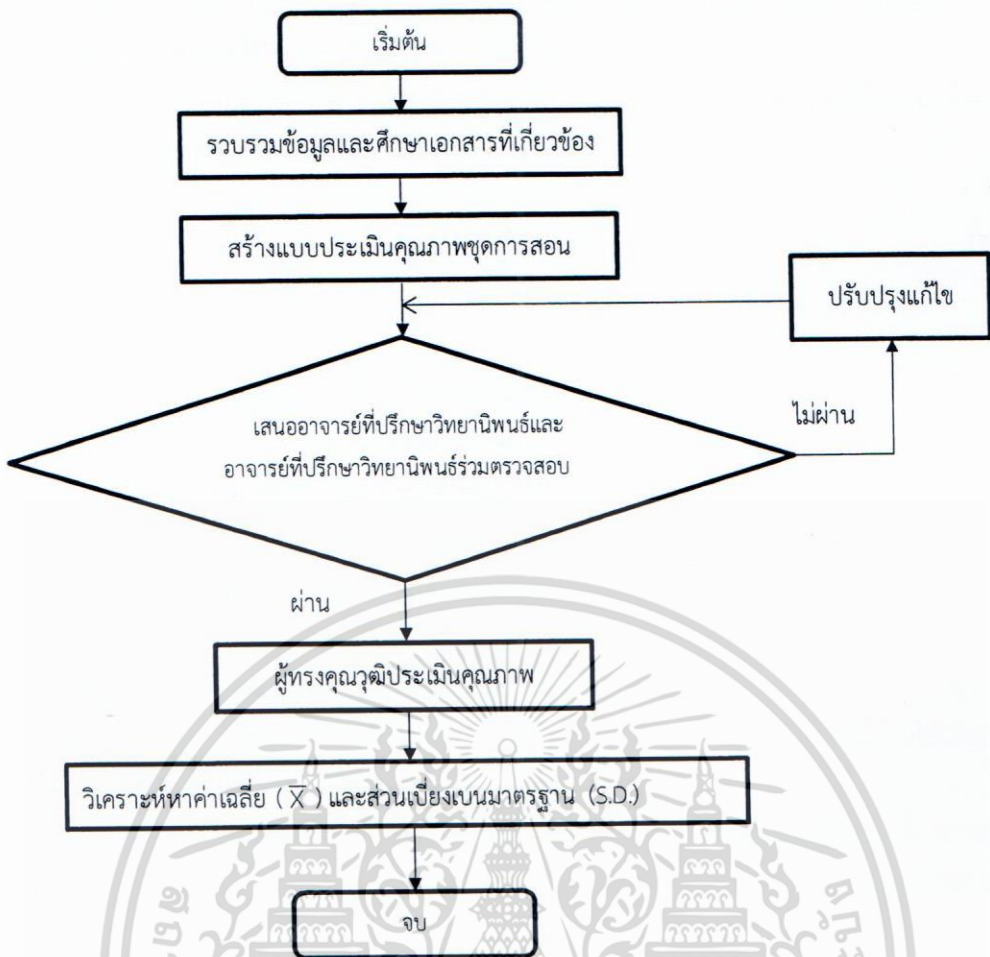 เริ่มต้น
รวบรวมข้อมูลและศึกษาเอกสารที่เกี่ยวข้อง
สร้างแบบประเมินคุณภาพชุดการสอน
ปรับปรุงแก้ไข
ไม่ผ่าน
เสนออาจารย์ที่ปรึกษาวิทยานิพนธ์และ
อาจารย์ที่ปรึกษาวิทยานิพนธ์ร่วมตรวจสอบ
ผ่าน
ผู้ทรงคุณวุฒิประเมินคุณภาพ
วิเคราะห์หาค่าเฉลี่ย ( X̅ ) และส่วนเบี่ยงเบนมาตรฐาน (S.D.)
จบ